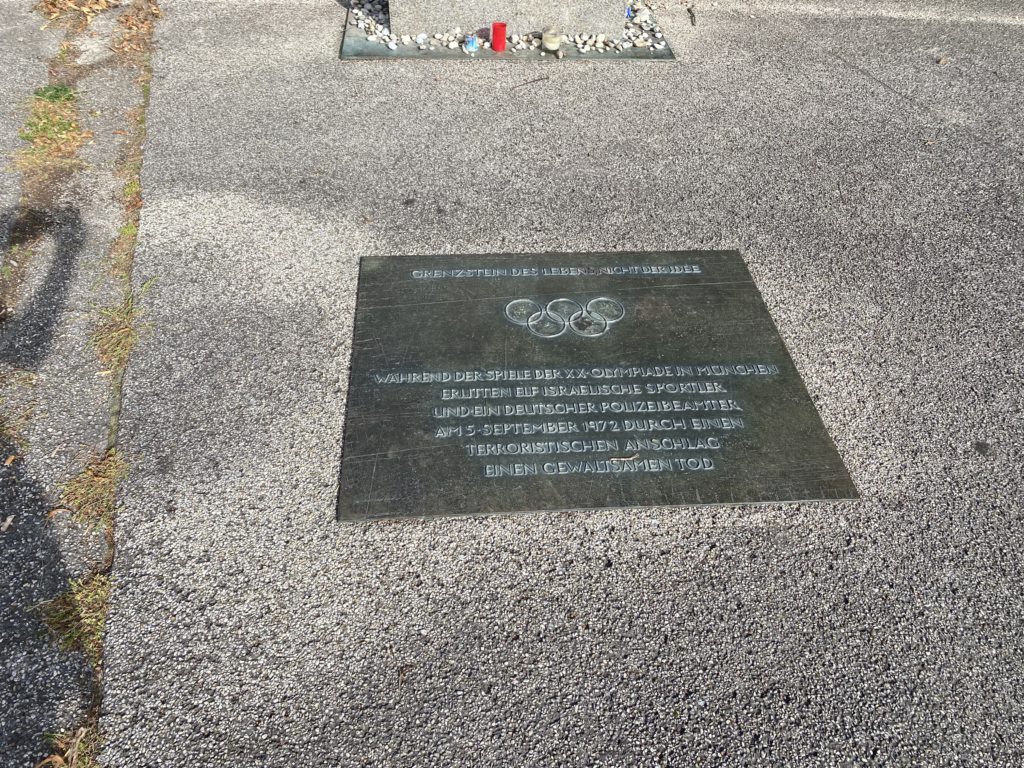 GRENZSTEIN DES LEBENS NICHT DER IDEE
WÄHREND DER SPIELE DER XX·OLYMPIADE IN MÜNCHEN
ERLITTEN ELF ISRAELISCHE SPORTLER
UND EIN DEUTSCHER POLIZEIBEAMTER
AM 5·SEPTEMBER 1972 DURCH EINEN
TERRORISTISCHEN ANSCHLAG
EINEN GEWALTSAMEN TOD